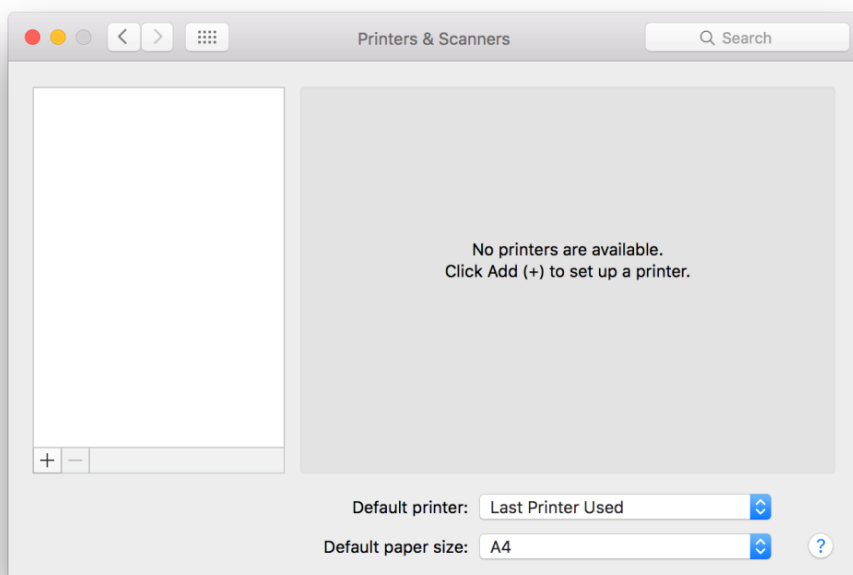 Printers & Scanners
Search
No printers are available.
Click Add (+) to set up a printer.
+ −
Default printer: Last Printer Used
Default paper size: A4 ?